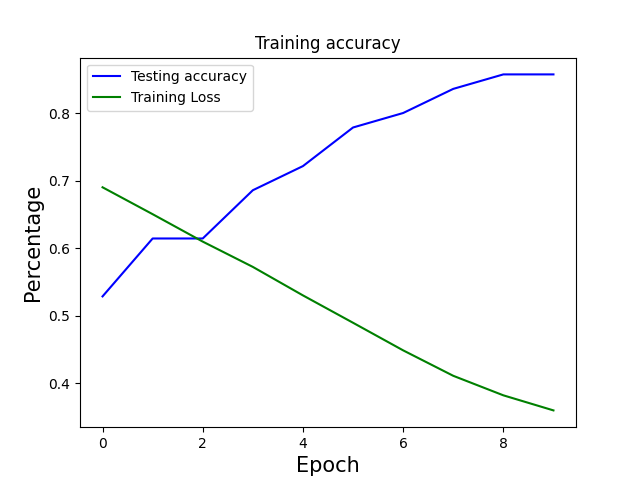 Training accuracy
Testing accuracy
Training Loss
Percentage
0.8
0.7
0.6
0.5
0.4
0 2 4 6 8
Epoch